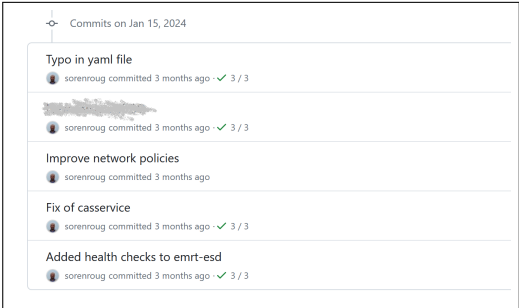 Commits on Jan 15, 2024
Typo in yaml file
sorenroug committed 3 months ago · ✓ 3 / 3
sorenroug committed 3 months ago · ✓ 3 / 3
Improve network policies
sorenroug committed 3 months ago
Fix of casservice
sorenroug committed 3 months ago · ✓ 3 / 3
Added health checks to emrt-esd
sorenroug committed 3 months ago · ✓ 3 / 3